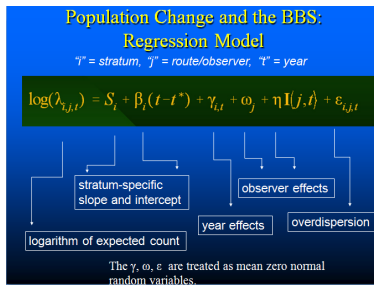 Population Change and the BBS:
Regression Model
“i” = stratum, “j” = route/observer, “t” = year
log(λi,j,t) = Si + βi(t−t*) + γi,t + ωj + ηI(j,t) + εi,j,t
stratum-specific
slope and intercept
observer effects
year effects
overdispersion
logarithm of expected count
The γ, ω, ε are treated as mean zero normal
random variables.